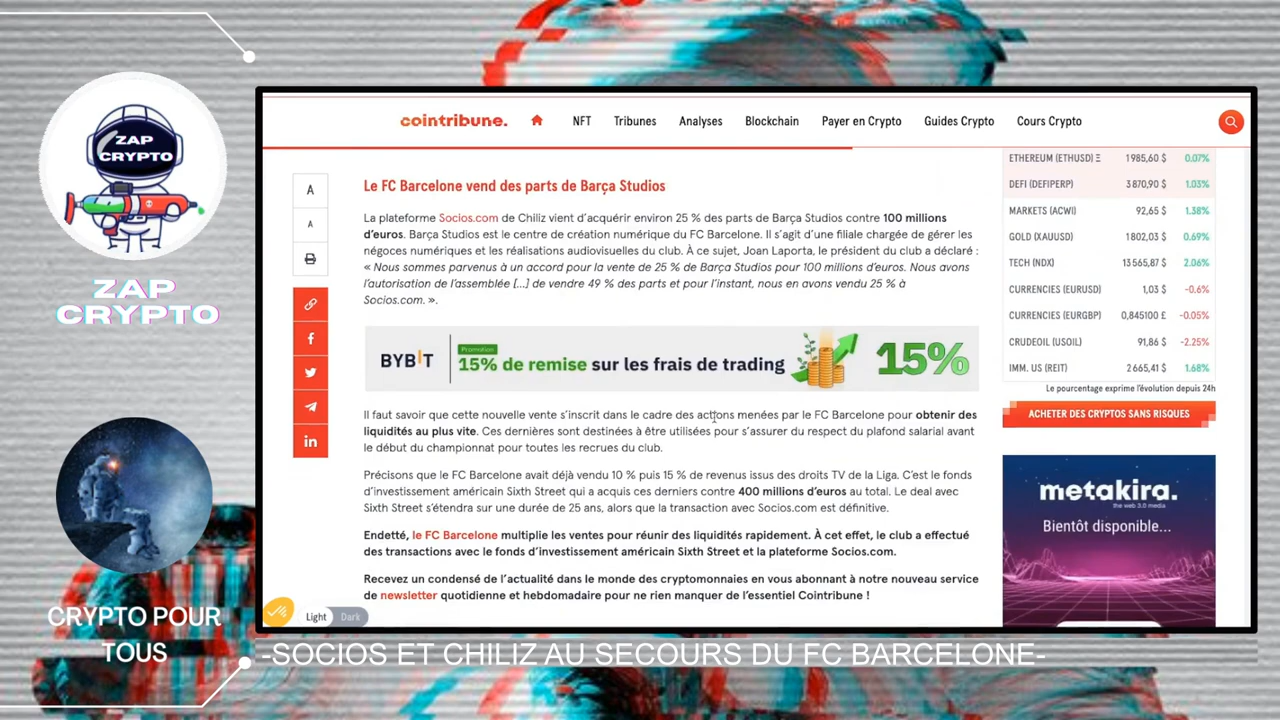 ZAP
CRYPTO
ZAP
CRYPTO
CRYPTO POUR
TOUS
cointribune.
NFT
Tribunes
Analyses
Blockchain
Payer en Crypto
Guides Crypto
Cours Crypto
A
A
Le FC Barcelone vend des parts de Barça Studios
La plateforme Socios.com de Chiliz vient d'acquérir environ 25 % des parts de Barça Studios contre 100 millions
d'euros. Barça Studios est le centre de création numérique du FC Barcelone. Il s'agit d'une filiale chargée de gérer les
négoces numériques et les réalisations audiovisuelles du club. À ce sujet, Joan Laporta, le président du club a déclaré :
« Nous sommes parvenus à un accord pour la vente de 25 % de Barça Studios pour 100 millions d'euros. Nous avons
l'autorisation de l'assemblée [...] de vendre 49 % des parts et pour l'instant, nous en avons vendu 25 % à
Socios.com. ».
BYBIT
Promotion
15% de remise sur les frais de trading
15%
Il faut savoir que cette nouvelle vente s'inscrit dans le cadre des actions menées par le FC Barcelone pour obtenir des
liquidités au plus vite. Ces dernières sont destinées à être utilisées pour s'assurer du respect du plafond salarial avant
le début du championnat pour toutes les recrues du club.
Précisons que le FC Barcelone avait déjà vendu 10 % puis 15 % de revenus issus des droits TV de la Liga. C'est le fonds
d'investissement américain Sixth Street qui a acquis ces derniers contre 400 millions d'euros au total. Le deal avec
Sixth Street s'étendra sur une durée de 25 ans, alors que la transaction avec Socios.com est définitive.
Endetté, le FC Barcelone multiplie les ventes pour réunir des liquidités rapidement. À cet effet, le club a effectué
des transactions avec le fonds d'investissement américain Sixth Street et la plateforme Socios.com.
Recevez un condensé de l'actualité dans le monde des cryptomonnaies en vous abonnant à notre nouveau service
de newsletter quotidienne et hebdomadaire pour ne rien manquer de l'essentiel Cointribune !
Light Dark
ETHEREUM (ETHUSD) Ξ 1 985,60 $ 0.07%
DEFI (DEFIPERP) 3 870,90 $ 1.03%
MARKETS (ACWI) 92,65 $ 1.38%
GOLD (XAUUSD) 1 802,03 $ 0.69%
TECH (NDX) 13 565,87 $ 2.06%
CURRENCIES (EURUSD) 1,03 $ -0.6%
CURRENCIES (EURGBP) 0,845100 £ -0.05%
CRUDEOIL (USOIL) 91,86 $ -2.25%
IMM. US (REIT) 2 665,41 $ 1.68%
Le pourcentage exprime l'évolution depuis 24h
ACHETER DES CRYPTOS SANS RISQUES
metakira.
the web 3.0 media
Bientôt disponible...
-SOCIOS ET CHILIZ AU SECOURS DU FC BARCELONE-